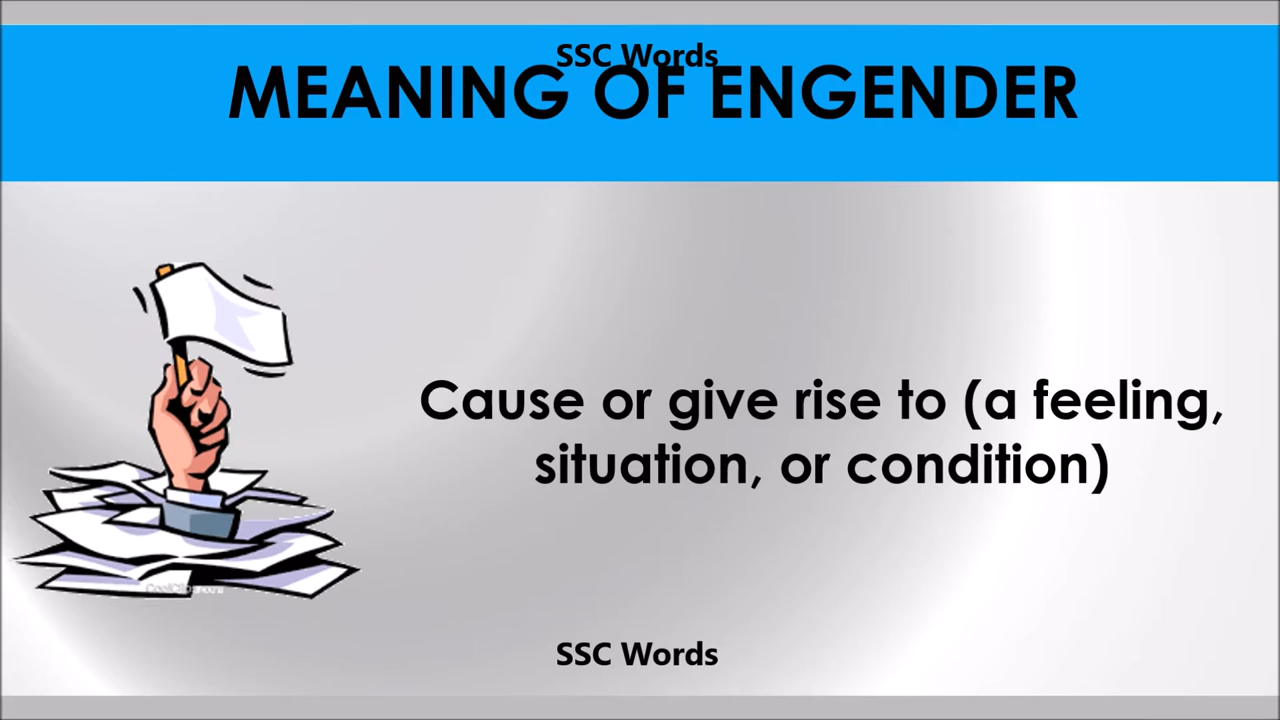 SSC Words
MEANING OF ENGENDER
Cause or give rise to (a feeling,
situation, or condition)
SSC Words